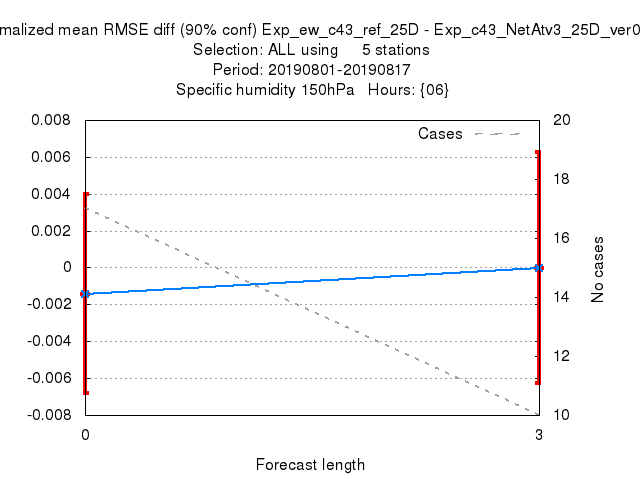 malized mean RMSE diff (90% conf) Exp_ew_c43_ref_25D - Exp_c43_NetAtv3_25D_ver0
Selection: ALL using 5 stations
Period: 20190801-20190817
Specific humidity 150hPa Hours: {06}
Cases
0.008
0.006
0.004
0.002
0
-0.002
-0.004
-0.006
-0.008
20
18
16
14
12
10
No cases
0 3
Forecast length